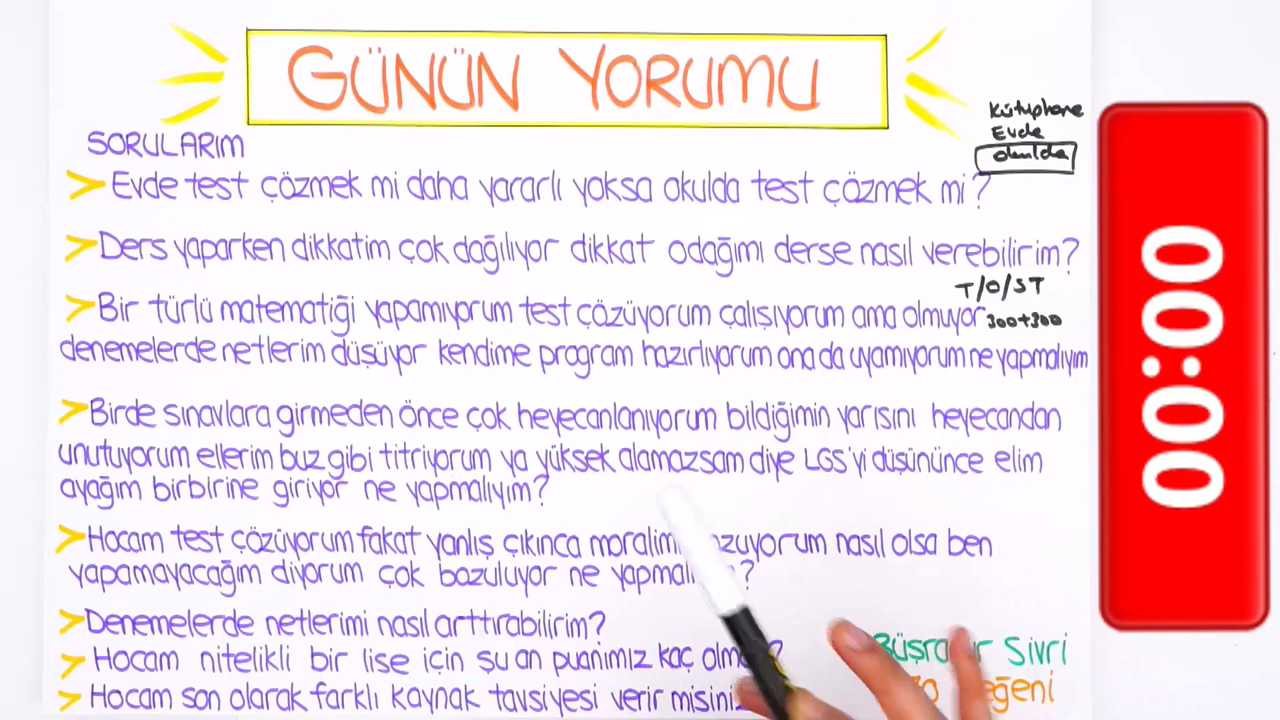 GÜNÜN YORUMU
Kütüphane
Evde
okulda
SORULARIM
> Evde test çözmek mi daha yararlı yoksa okulda test çözmek mi?
> Ders yaparken dikkatim çok dağılıyor dikkat odağımı derse nasıl verebilirim?
T/O/ST
> Bir türlü matematiği yapamıyorum test çözüyorum çalışıyorum ama olmuyor
300+300
denemelerde netlerim düşüyor kendime program hazırlıyorum ona da uyamıyorum ne yapmalıyım
> Birde sınavlara girmeden önce çok heyecanlanıyorum bildiğimin yarısını heyecandan
unutuyorum ellerim buz gibi titriyorum ya yüksek alamazsam diye LGS'yi düşününce elim
ayağım birbirine giriyor ne yapmalıyım?
> Hocam test çözüyorum fakat yanlış çıkınca nasıl olsa ben
yapamayacağım diyorum çok bozuluyor ne ?
> Denemelerde netlerimi nasıl arttırabilirim?
> Hocam nitelikli bir lise için şu an puanımız kaç ?
> Hocam son olarak farklı kaynak tavsiyesi verir
Sivri
00:00